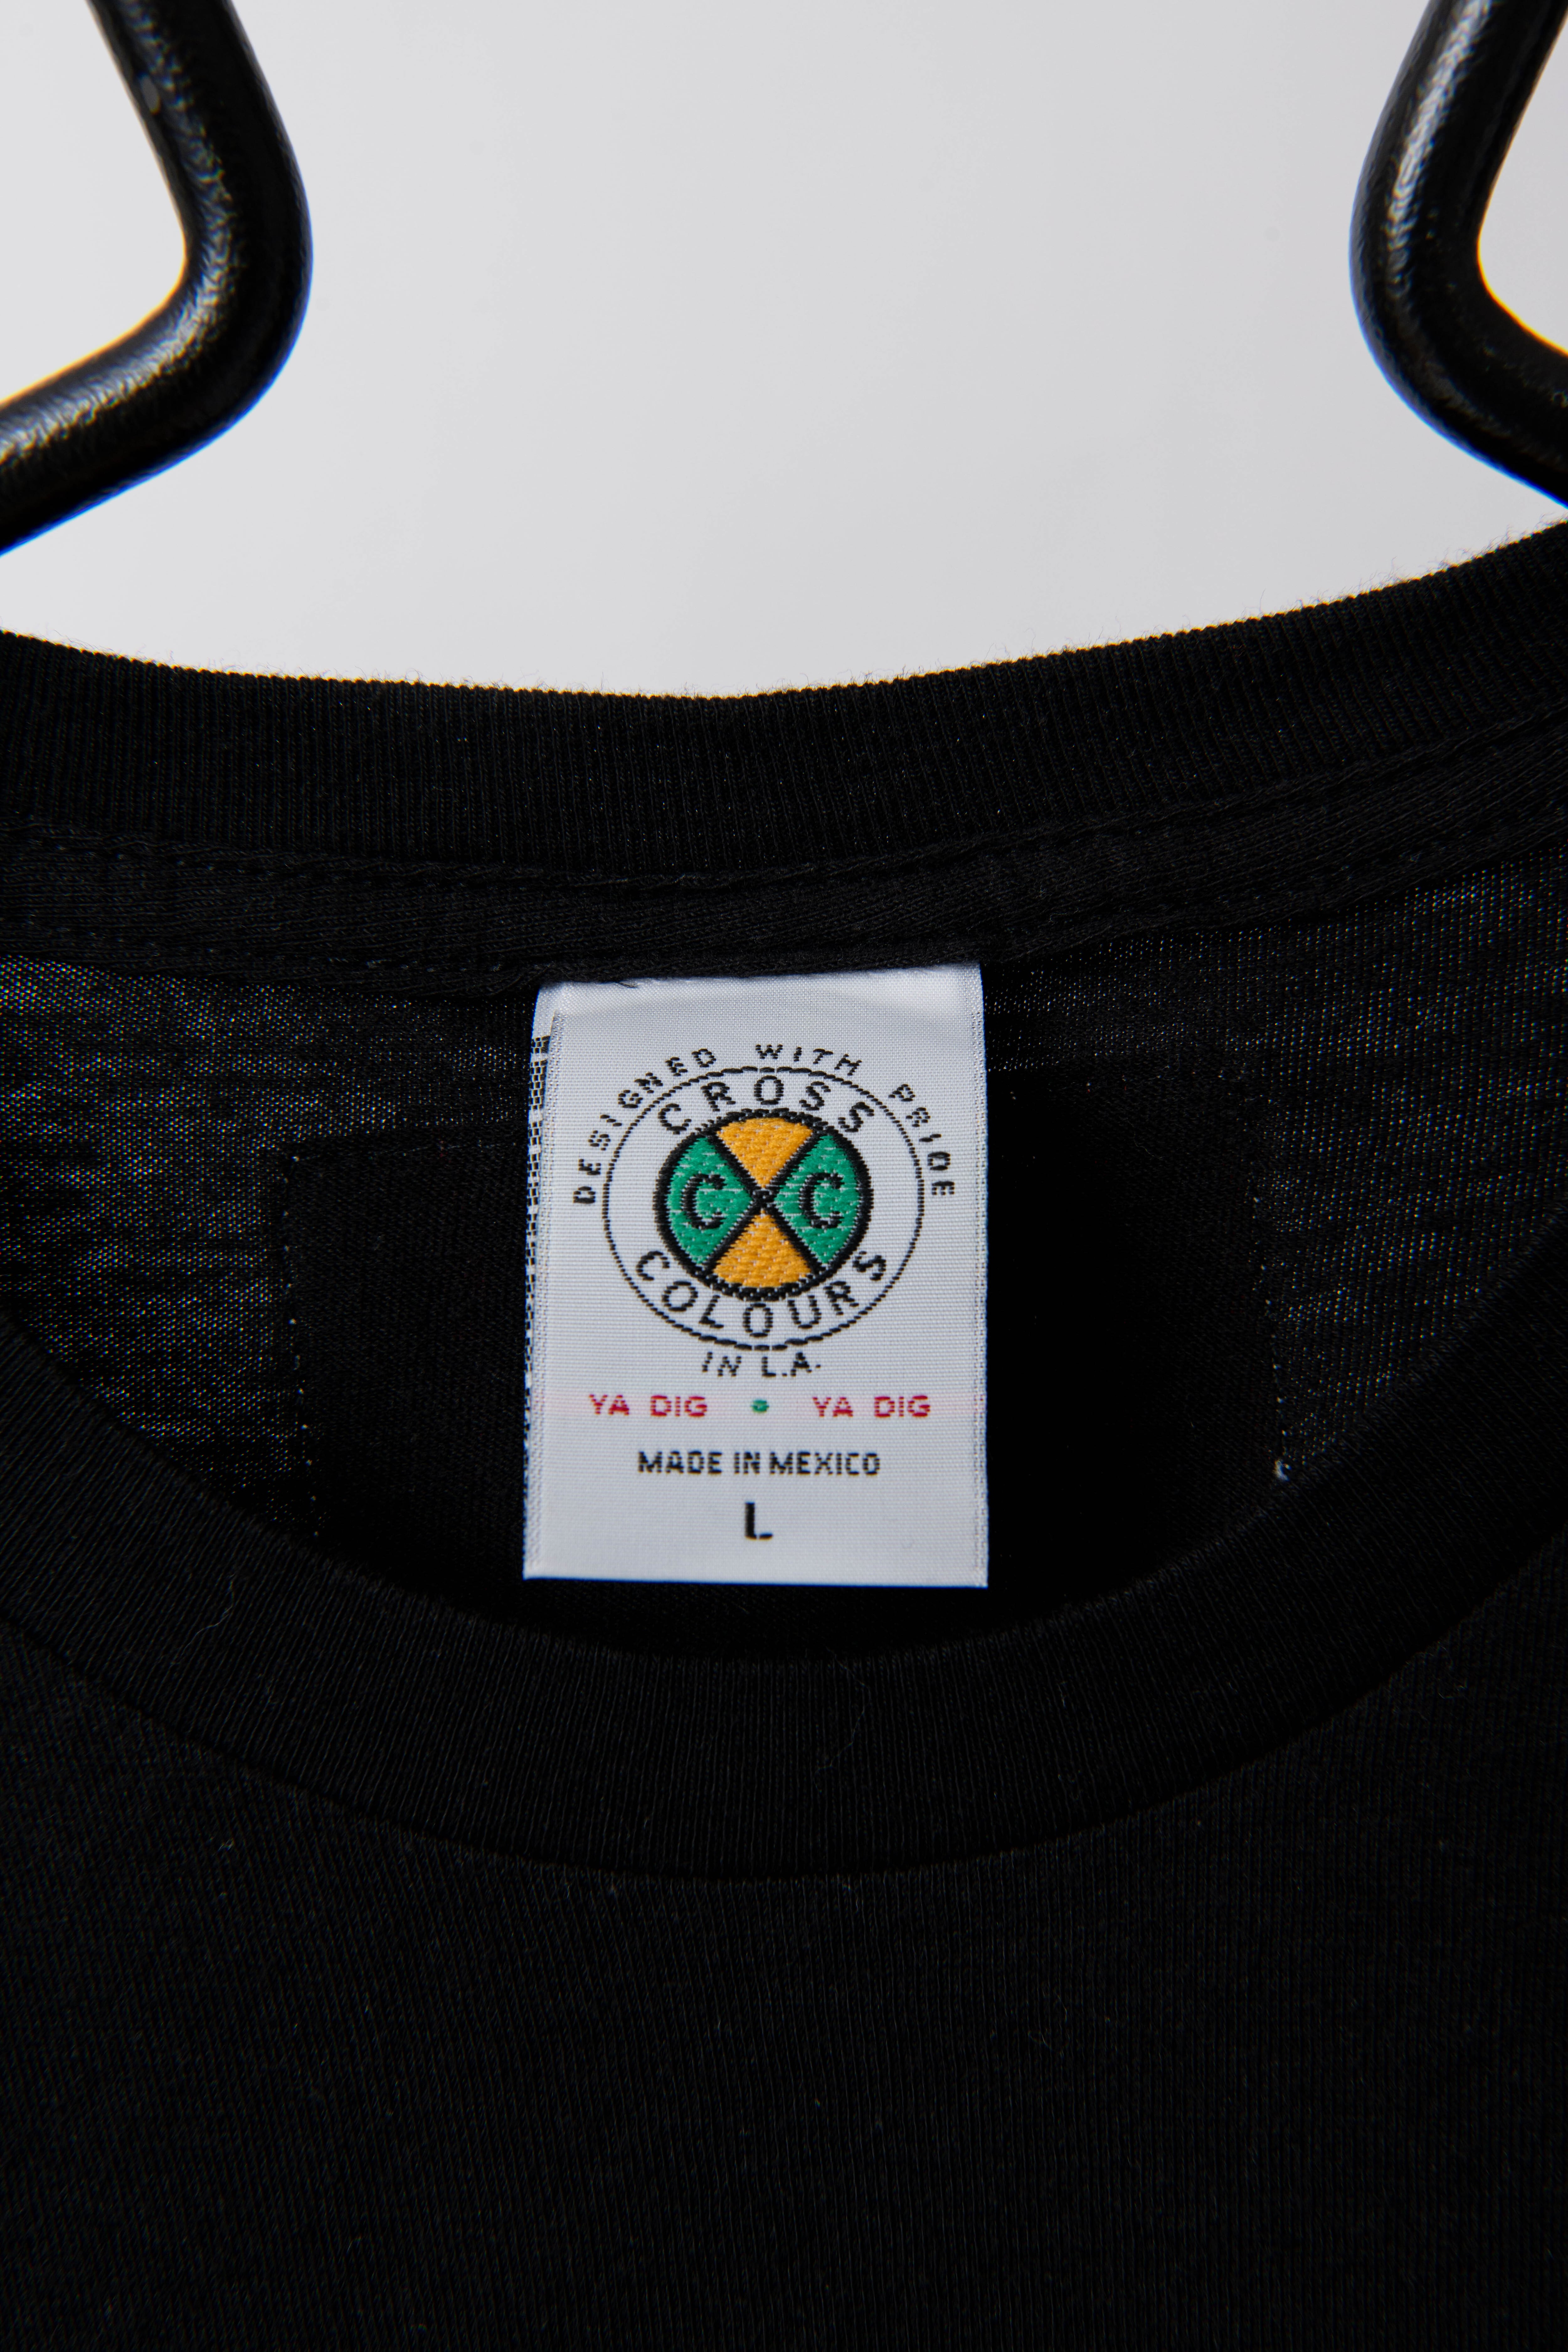 DESIGNED WITH PRIDE
CROSS
C C
COLOURS
IN L.A.
YA DIG • YA DIG
MADE IN MEXICO
L